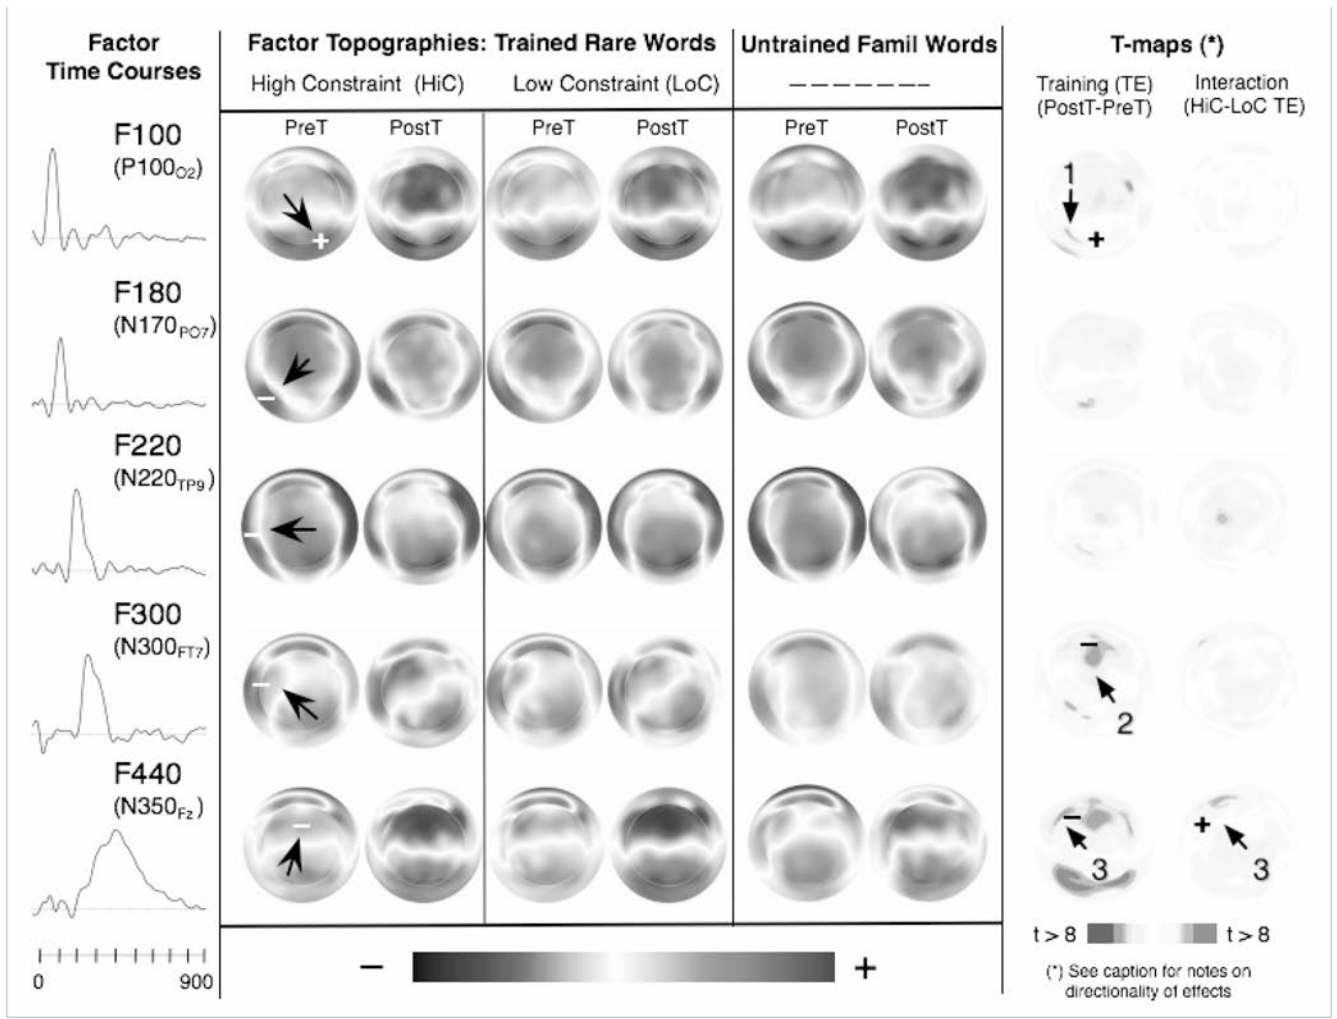 Factor
Time Courses
Factor Topographies: Trained Rare Words
Untrained Famil Words
T-maps (*)
High Constraint (HiC)
Low Constraint (LoC)
– – – – – – –
Training (TE)
(PostT-PreT)
Interaction
(HiC-LoC TE)
PreT PostT PreT PostT PreT PostT
F100
(P100O2)
+
1
+
F180
(N170PO7)
–
F220
(N220TP9)
–
F300
(N300FT7)
–
–
2
F440
(N350Fz)
–
–
3
+
3
t > 8 t > 8
0 900
– +
(*) See caption for notes on
directionality of effects